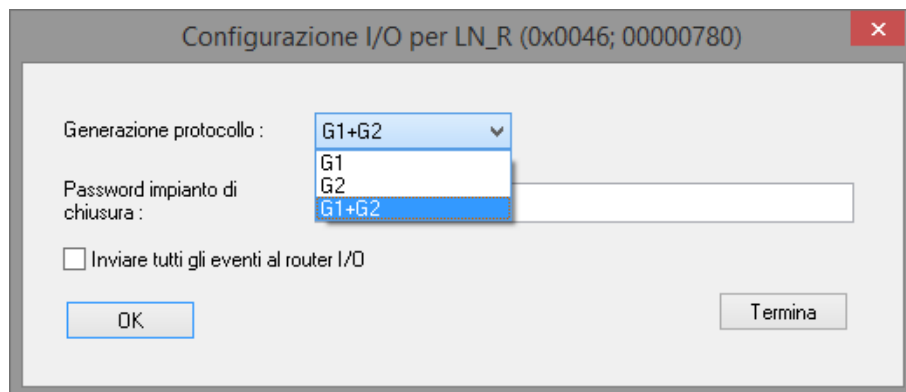 Configurazione I/O per LN_R (0x0046; 00000780)
Generazione protocollo :
G1+G2
G1
G2
G1+G2
Password impianto di
chiusura :
Inviare tutti gli eventi al router I/O
OK
Termina